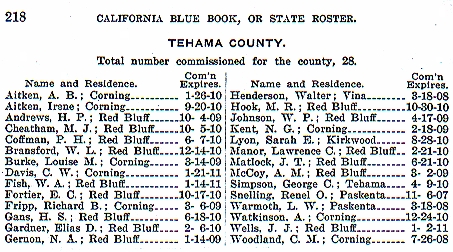 218 CALIFORNIA BLUE BOOK, OR STATE ROSTER.
TEHAMA COUNTY.
Total number commissioned for the county, 28.
Name and Residence. Com'n Expires.
Aitken, A. B.; Corning 1-26-10
Aitken, Irene; Corning 9-20-10
Andrews, H. P.; Red Bluff 10- 4-09
Cheatham, M. J.; Red Bluff 10- 5-10
Coffman, P. H.; Red Bluff 6- 7-10
Bransford, W. L.; Red Bluff 12-14-10
Burke, Louise M.; Corning 3-14-09
Davis, C. W.; Corning 1-21-11
Fish, W. A.; Red Bluff 1-14-11
Fortier, E. C.; Red Bluff 10-17-10
Fripp, Richard B.; Corning 3- 6-09
Gans, H. S.; Red Bluff 6-18-10
Gardner, Elias D.; Red Bluff 2- 6-10
Gernon, N. A.; Red Bluff 1-14-09
Name and Residence. Com'n Expires.
Henderson, Walter; Vina 3-18-08
Hook, M. R.; Red Bluff 10-30-10
Johnson, W. P.; Red Bluff 4-17-09
Kent, N. G.; Corning 2-18-09
Lyon, Sarah E.; Kirkwood 8-28-10
Manor, Lawrence C.; Red Bluff 2-21-10
Matlock, J. T.; Red Bluff 6-21-10
McCoy, A. M.; Red Bluff 3- 2-09
Simpson, George C.; Tehama 4- 9-10
Snelling, Renel O.; Paskenta 11- 6-07
Warmoth, L. W.; Paskenta 3-18-08
Watkinson, A.; Corning 12-24-10
Wells, J. J.; Red Bluff 1- 2-11
Woodland, C. M.; Corning 7-26-08